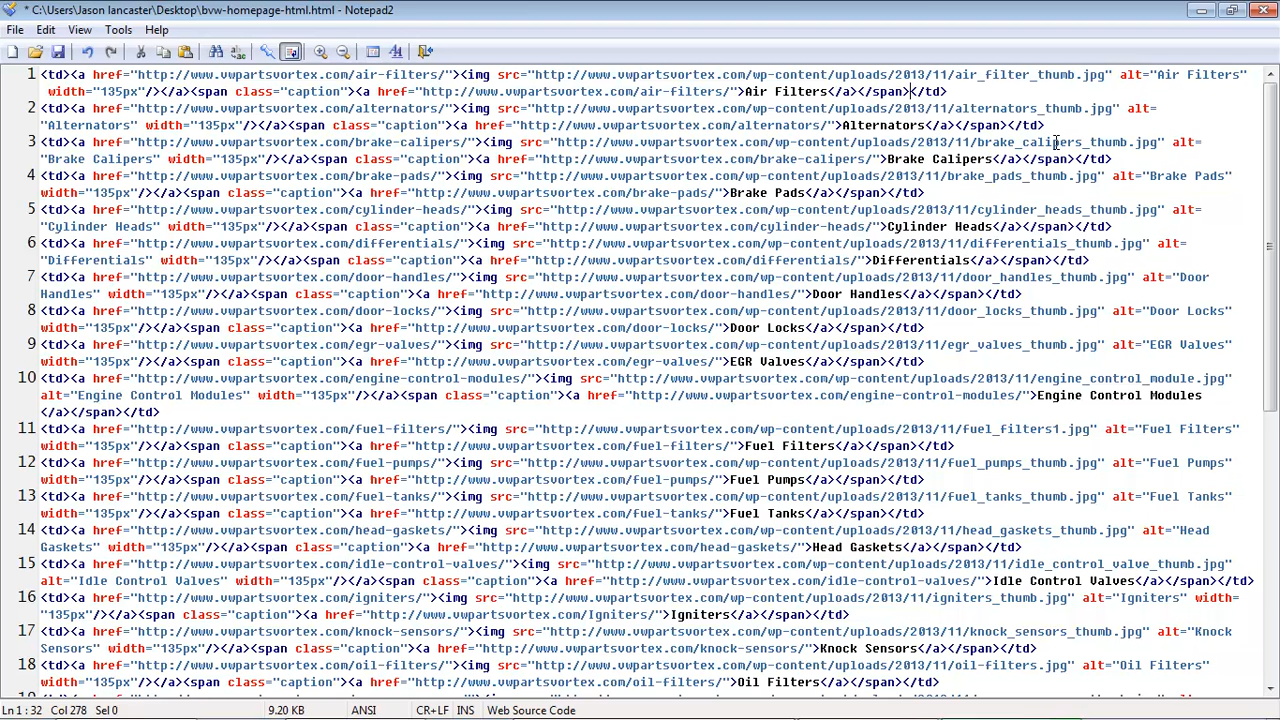 * C:\Users\Jason lancaster\Desktop\bvw-homepage-html.html - Notepad2
File Edit View Tools Help
1 <td><a href="http://www.vwpartsvortex.com/air-filters/"><img src="http://www.vwpartsvortex.com/wp-content/uploads/2013/11/air_filter_thumb.jpg" alt="Air Filters"
width="135px"/></a><span class="caption"><a href="http://www.vwpartsvortex.com/air-filters/">Air Filters</a></span></td>
2 <td><a href="http://www.vwpartsvortex.com/alternators/"><img src="http://www.vwpartsvortex.com/wp-content/uploads/2013/11/alternators_thumb.jpg" alt=
"Alternators" width="135px"/></a><span class="caption"><a href="http://www.vwpartsvortex.com/alternators/">Alternators</a></span></td>
3 <td><a href="http://www.vwpartsvortex.com/brake-calipers/"><img src="http://www.vwpartsvortex.com/wp-content/uploads/2013/11/brake_calipers_thumb.jpg" alt=
"Brake Calipers" width="135px"/></a><span class="caption"><a href="http://www.vwpartsvortex.com/brake-calipers/">Brake Calipers</a></span></td>
4 <td><a href="http://www.vwpartsvortex.com/brake-pads/"><img src="http://www.vwpartsvortex.com/wp-content/uploads/2013/11/brake_pads_thumb.jpg" alt="Brake Pads"
width="135px"/></a><span class="caption"><a href="http://www.vwpartsvortex.com/brake-pads/">Brake Pads</a></span></td>
5 <td><a href="http://www.vwpartsvortex.com/cylinder-heads/"><img src="http://www.vwpartsvortex.com/wp-content/uploads/2013/11/cylinder_heads_thumb.jpg" alt=
"Cylinder Heads" width="135px"/></a><span class="caption"><a href="http://www.vwpartsvortex.com/cylinder-heads/">Cylinder Heads</a></span></td>
6 <td><a href="http://www.vwpartsvortex.com/differentials/"><img src="http://www.vwpartsvortex.com/wp-content/uploads/2013/11/differentials_thumb.jpg" alt=
"Differentials" width="135px"/></a><span class="caption"><a href="http://www.vwpartsvortex.com/differentials/">Differentials</a></span></td>
7 <td><a href="http://www.vwpartsvortex.com/door-handles/"><img src="http://www.vwpartsvortex.com/wp-content/uploads/2013/11/door_handles_thumb.jpg" alt="Door
Handles" width="135px"/></a><span class="caption"><a href="http://www.vwpartsvortex.com/door-handles/">Door Handles</a></span></td>
8 <td><a href="http://www.vwpartsvortex.com/door-locks/"><img src="http://www.vwpartsvortex.com/wp-content/uploads/2013/11/door_locks_thumb.jpg" alt="Door Locks"
width="135px"/></a><span class="caption"><a href="http://www.vwpartsvortex.com/door-locks/">Door Locks</a></span></td>
9 <td><a href="http://www.vwpartsvortex.com/egr-valves/"><img src="http://www.vwpartsvortex.com/wp-content/uploads/2013/11/egr_valves_thumb.jpg" alt="EGR Valves"
width="135px"/></a><span class="caption"><a href="http://www.vwpartsvortex.com/egr-valves/">EGR Valves</a></span></td>
10 <td><a href="http://www.vwpartsvortex.com/engine-control-modules/"><img src="http://www.vwpartsvortex.com/wp-content/uploads/2013/11/engine_control_module.jpg"
alt="Engine Control Modules" width="135px"/></a><span class="caption"><a href="http://www.vwpartsvortex.com/engine-control-modules/">Engine Control Modules
</a></span></td>
11 <td><a href="http://www.vwpartsvortex.com/fuel-filters/"><img src="http://www.vwpartsvortex.com/wp-content/uploads/2013/11/fuel_filters1.jpg" alt="Fuel Filters"
width="135px"/></a><span class="caption"><a href="http://www.vwpartsvortex.com/fuel-filters/">Fuel Filters</a></span></td>
12 <td><a href="http://www.vwpartsvortex.com/fuel-pumps/"><img src="http://www.vwpartsvortex.com/wp-content/uploads/2013/11/fuel_pumps_thumb.jpg" alt="Fuel Pumps"
width="135px"/></a><span class="caption"><a href="http://www.vwpartsvortex.com/fuel-pumps/">Fuel Pumps</a></span></td>
13 <td><a href="http://www.vwpartsvortex.com/fuel-tanks/"><img src="http://www.vwpartsvortex.com/wp-content/uploads/2013/11/fuel_tanks_thumb.jpg" alt="Fuel Tanks"
width="135px"/></a><span class="caption"><a href="http://www.vwpartsvortex.com/fuel-tanks/">Fuel Tanks</a></span></td>
14 <td><a href="http://www.vwpartsvortex.com/head-gaskets/"><img src="http://www.vwpartsvortex.com/wp-content/uploads/2013/11/head_gaskets_thumb.jpg" alt="Head
Gaskets" width="135px"/></a><span class="caption"><a href="http://www.vwpartsvortex.com/head-gaskets/">Head Gaskets</a></span></td>
15 <td><a href="http://www.vwpartsvortex.com/idle-control-valves/"><img src="http://www.vwpartsvortex.com/wp-content/uploads/2013/11/idle_control_valve_thumb.jpg"
alt="Idle Control Valves" width="135px"/></a><span class="caption"><a href="http://www.vwpartsvortex.com/idle-control-valves/">Idle Control Valves</a></span></td>
16 <td><a href="http://www.vwpartsvortex.com/igniters/"><img src="http://www.vwpartsvortex.com/wp-content/uploads/2013/11/igniters_thumb.jpg" alt="Igniters" width=
"135px"/></a><span class="caption"><a href="http://www.vwpartsvortex.com/Igniters/">Igniters</a></span></td>
17 <td><a href="http://www.vwpartsvortex.com/knock-sensors/"><img src="http://www.vwpartsvortex.com/wp-content/uploads/2013/11/knock_sensors_thumb.jpg" alt="Knock
Sensors" width="135px"/></a><span class="caption"><a href="http://www.vwpartsvortex.com/knock-sensors/">Knock Sensors</a></span></td>
18 <td><a href="http://www.vwpartsvortex.com/oil-filters/"><img src="http://www.vwpartsvortex.com/wp-content/uploads/2013/11/oil-filters.jpg" alt="Oil Filters"
width="135px"/></a><span class="caption"><a href="http://www.vwpartsvortex.com/oil-filters/">Oil Filters</a></span></td>
Ln 1 : 32 Col 278 Sel 0 9.20 KB ANSI CR+LF INS Web Source Code